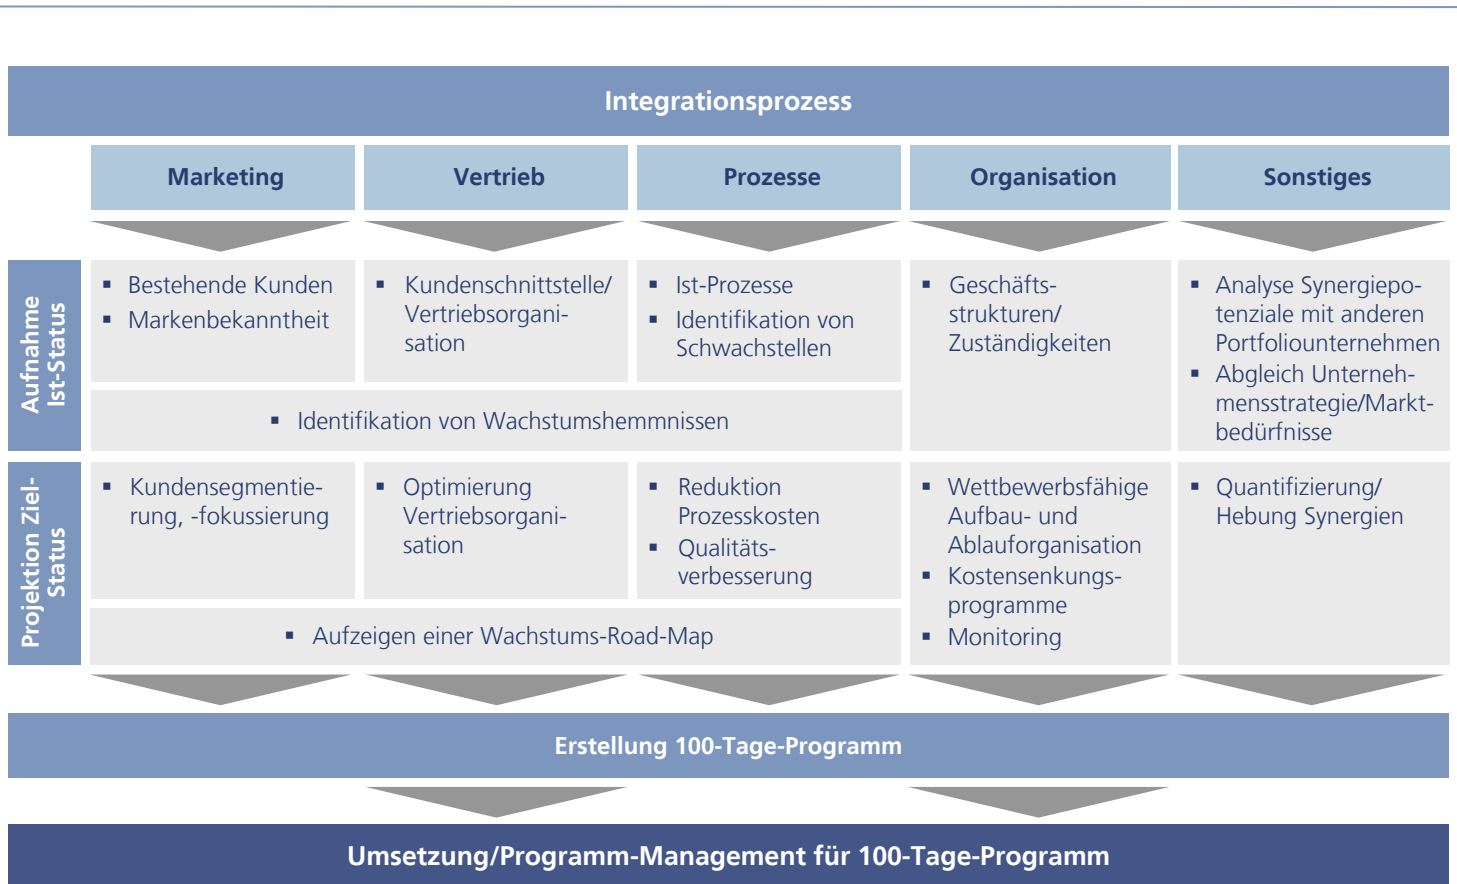 Integrationsprozess
Marketing
Vertrieb
Prozesse
Organisation
Sonstiges
Aufnahme
Ist-Status
▪ Bestehende Kunden
▪ Markenbekanntheit
▪ Kundenschnittstelle/
Vertriebsorgani-
sation
▪ Ist-Prozesse
▪ Identifikation von
Schwachstellen
▪ Identifikation von Wachstumshemmnissen
▪ Geschäfts-
strukturen/
Zuständigkeiten
▪ Analyse Synergiepo-
tenziale mit anderen
Portfoliounternehmen
▪ Abgleich Unterneh-
mensstrategie/Markt-
bedürfnisse
Projektion Ziel-
Status
▪ Kundensegmentie-
rung, -fokussierung
▪ Optimierung
Vertriebsorgani-
sation
▪ Reduktion
Prozesskosten
▪ Qualitäts-
verbesserung
▪ Aufzeigen einer Wachstums-Road-Map
▪ Wettbewerbsfähige
Aufbau- und
Ablauforganisation
▪ Kostensenkungs-
programme
▪ Monitoring
▪ Quantifizierung/
Hebung Synergien
Erstellung 100-Tage-Programm
Umsetzung/Programm-Management für 100-Tage-Programm